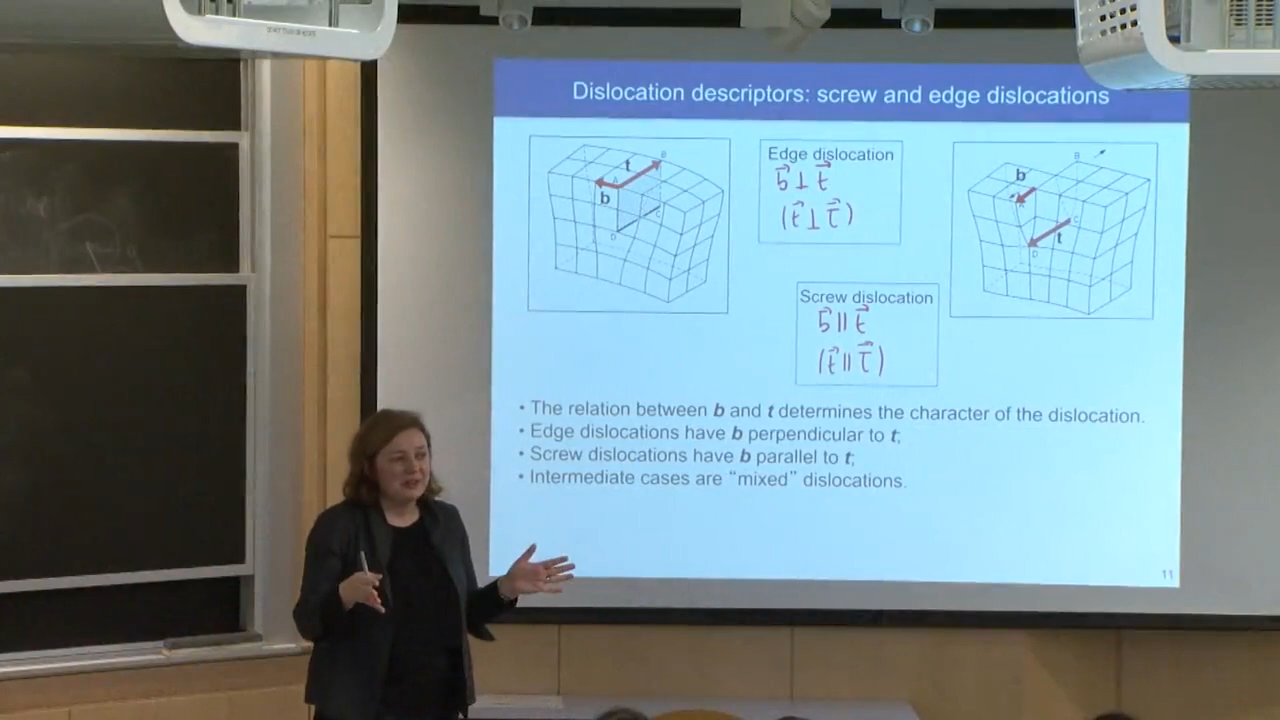 Dislocation descriptors: screw and edge dislocations
t
B
A
b
C
D
Edge dislocation
b⃗ ⊥ t⃗
(t⃗ ⊥ τ⃗)
B
b
C
t
D
Screw dislocation
b⃗ || t⃗
(t⃗ || τ⃗)
• The relation between b and t determines the character of the dislocation.
• Edge dislocations have b perpendicular to t;
• Screw dislocations have b parallel to t;
• Intermediate cases are “mixed” dislocations.
11